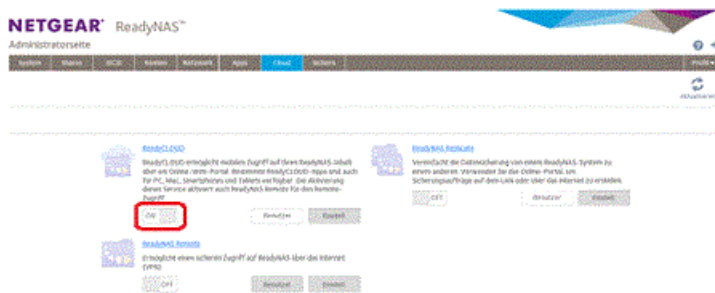 NETGEAR® ReadyNAS™
Administratorseite
System Shares iSCSI Konten Netzwerk Apps Cloud Sichern Profil
Aktualisieren
ReadyCLOUD
ReadyCLOUD ermöglicht mobilen Zugriff auf Ihren ReadyNAS-Inhalt
über ein Online-/Web-Portal. Bestimmte ReadyCLOUD-Apps sind auch
für PC, Mac, Smartphones und Tablets verfügbar. Die Aktivierung
dieses Service aktiviert auch ReadyNAS Remote für den Remote-
Zugriff.
ON Benutzer Einstell
ReadyNAS Replicate
Vereinfacht die Datensicherung von einem ReadyNAS-System zu
einem anderen. Verwenden Sie das Online-Portal, um
Sicherungsaufträge auf dem LAN oder über das Internet zu erstellen.
OFF Benutzer Einstell
ReadyNAS Remote
Ermöglicht einen sicheren Zugriff auf ReadyNAS über das Internet
(VPN).
OFF Benutzer Einstell